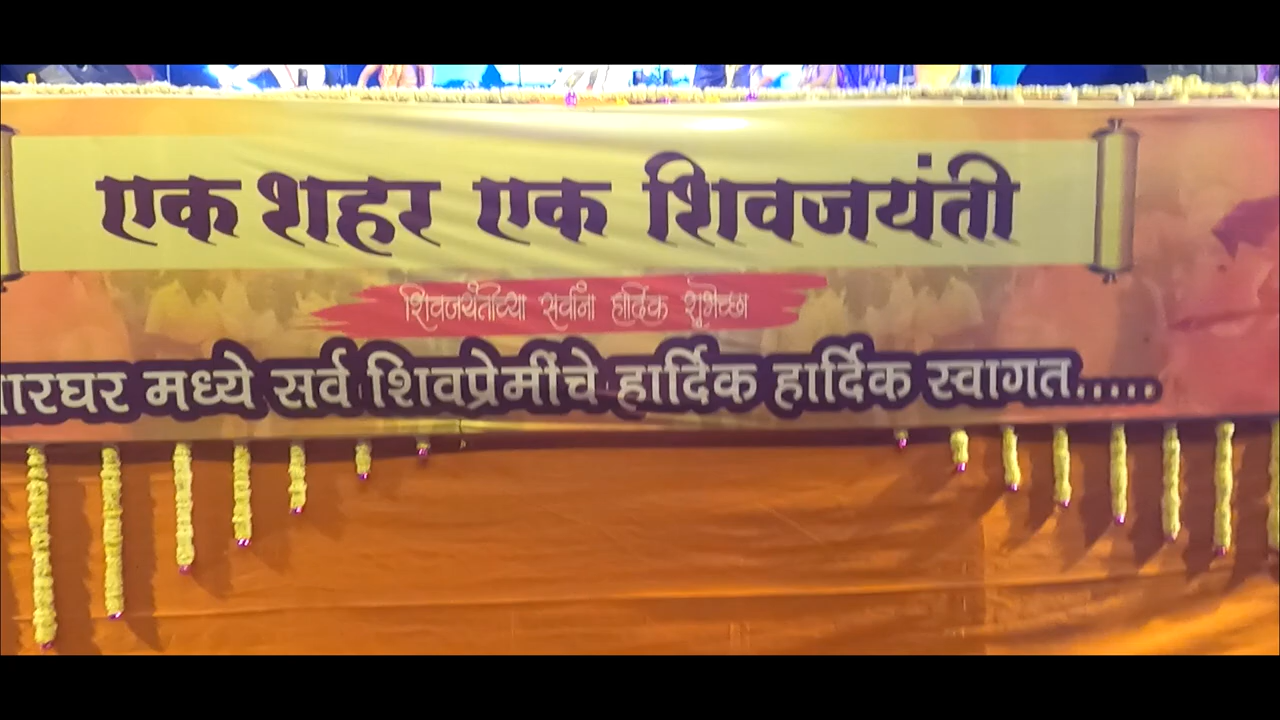 एक शहर एक शिवजयंती
शिवजयंतीच्या सर्वांना हार्दिक शुभेच्छा
मध्ये सर्व शिवप्रेमींचे हार्दिक हार्दिक स्वागत.....